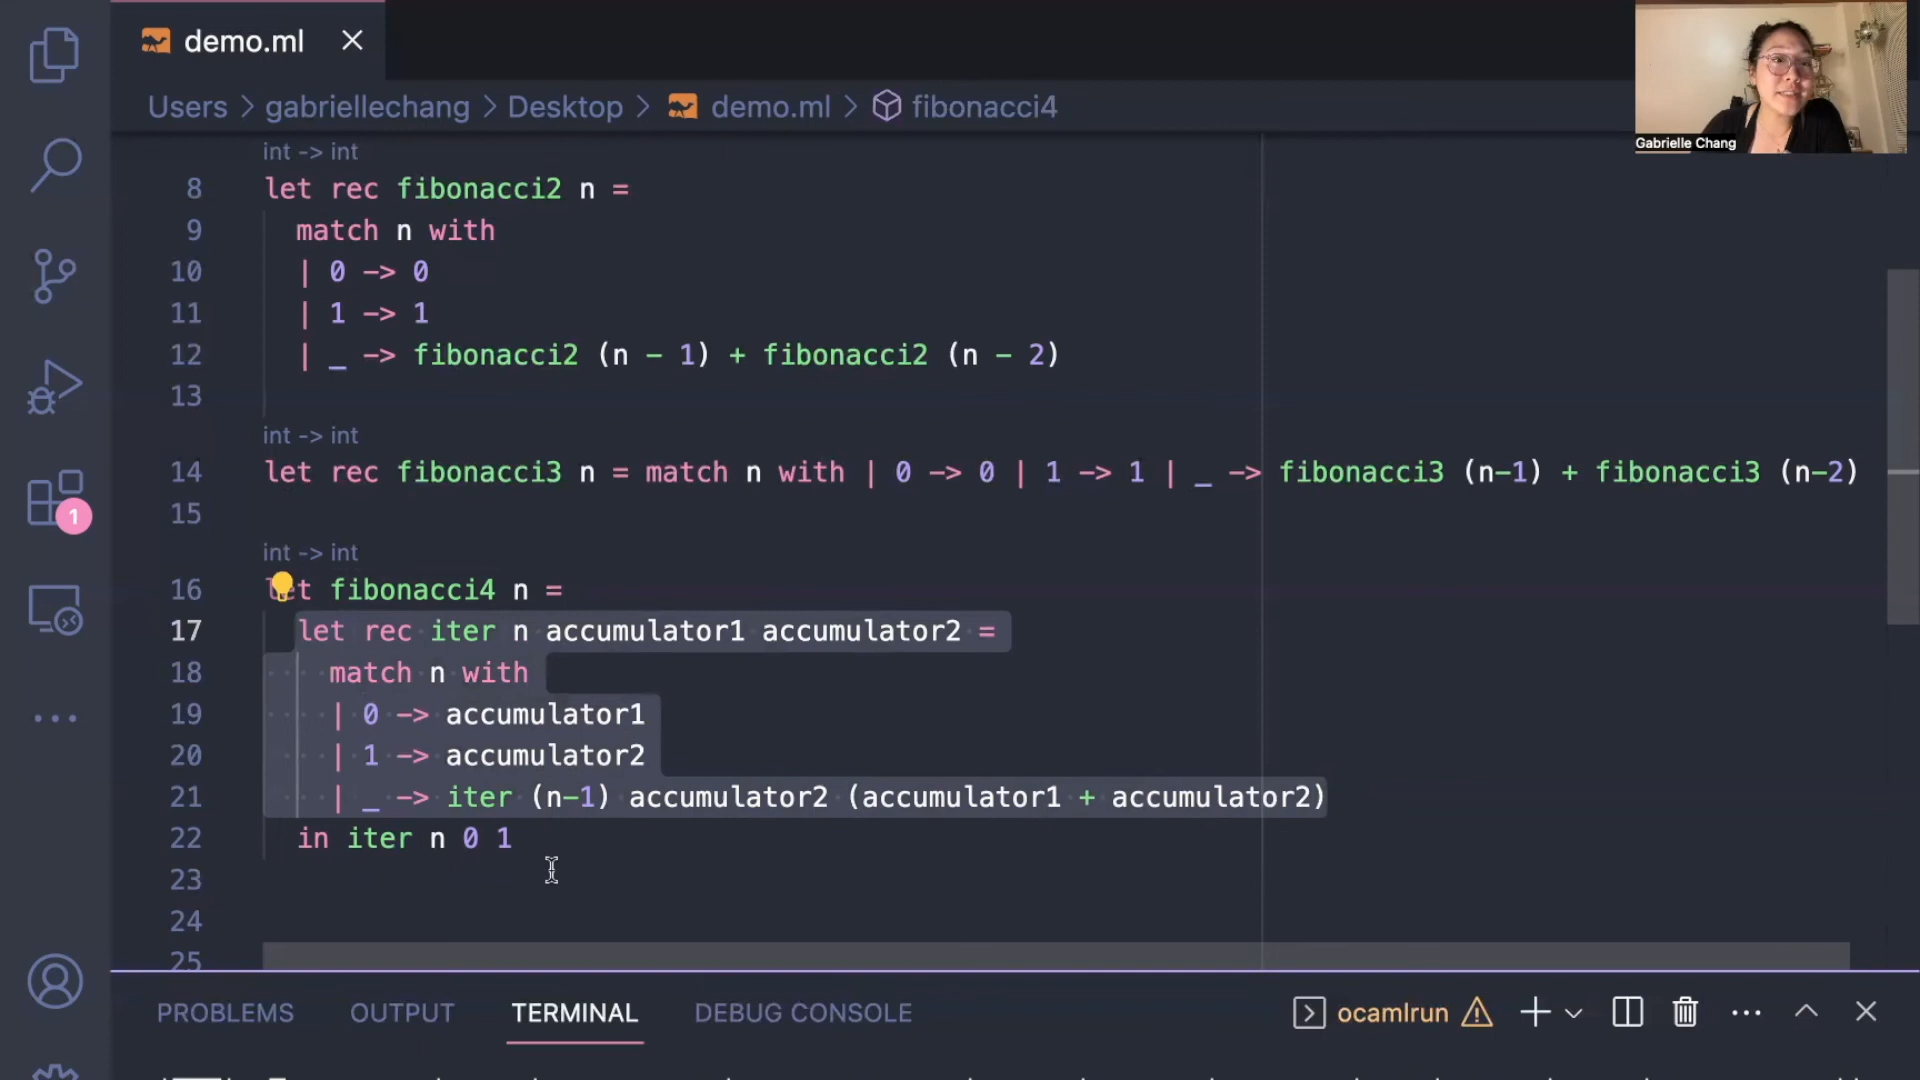 demo.ml
Users > gabriellechang > Desktop > demo.ml > fibonacci4
Gabrielle Chang
int -> int
8 let rec fibonacci2 n =
9 match n with
10 | 0 -> 0
11 | 1 -> 1
12 | _ -> fibonacci2 (n - 1) + fibonacci2 (n - 2)
13
int -> int
14 let rec fibonacci3 n = match n with | 0 -> 0 | 1 -> 1 | _ -> fibonacci3 (n-1) + fibonacci3 (n-2)
15
int -> int
16 let fibonacci4 n =
17 let rec iter n accumulator1 accumulator2 =
18 match n with
19 | 0 -> accumulator1
20 | 1 -> accumulator2
21 | _ -> iter (n-1) accumulator2 (accumulator1 + accumulator2)
22 in iter n 0 1
23
24
25
1
PROBLEMS OUTPUT TERMINAL DEBUG CONSOLE ocamlrun